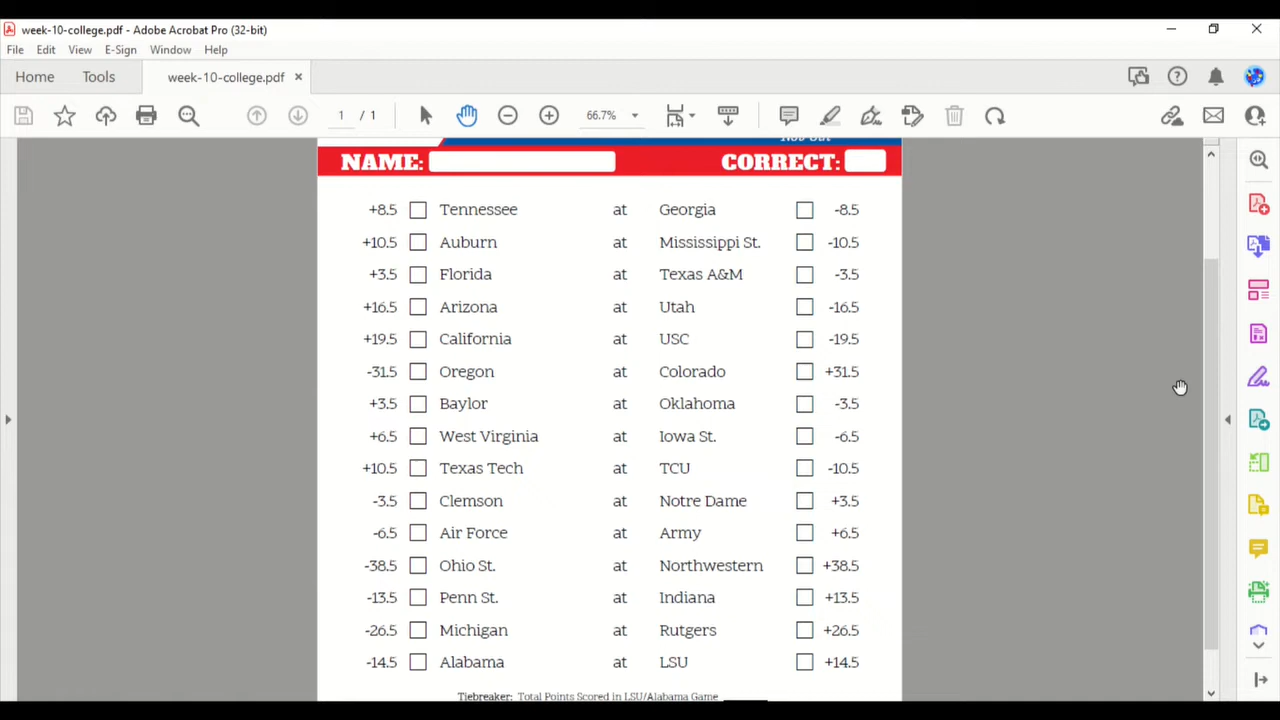 week-10-college.pdf - Adobe Acrobat Pro (32-bit)
File Edit View E-Sign Window Help
Home Tools week-10-college.pdf ×
1 / 1 66.7%
NAME: CORRECT:
+8.5 Tennessee at Georgia -8.5
+10.5 Auburn at Mississippi St. -10.5
+3.5 Florida at Texas A&M -3.5
+16.5 Arizona at Utah -16.5
+19.5 California at USC -19.5
-31.5 Oregon at Colorado +31.5
+3.5 Baylor at Oklahoma -3.5
+6.5 West Virginia at Iowa St. -6.5
+10.5 Texas Tech at TCU -10.5
-3.5 Clemson at Notre Dame +3.5
-6.5 Air Force at Army +6.5
-38.5 Ohio St. at Northwestern +38.5
-13.5 Penn St. at Indiana +13.5
-26.5 Michigan at Rutgers +26.5
-14.5 Alabama at LSU +14.5
Tiebreaker: Total Points Scored in LSU/Alabama Game